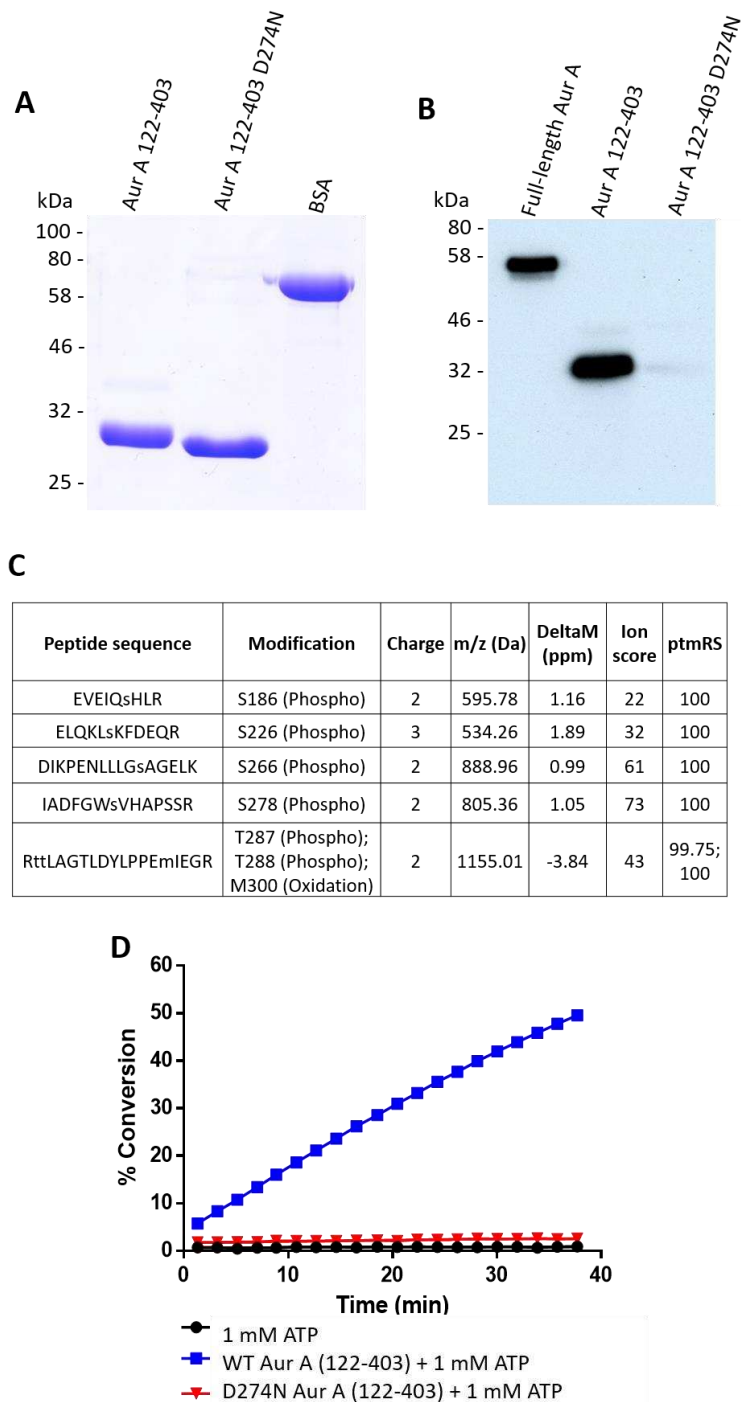 A
Aur A 122-403
Aur A 122-403 D274N
BSA
kDa
100 -
80 -
58 -
46 -
32 -
25 -
B
Full-length Aur A
Aur A 122-403
Aur A 122-403 D274N
kDa
80 -
58 -
46 -
32 -
25 -
C
Peptide sequence Modification Charge m/z (Da) DeltaM (ppm) Ion score ptmRS
EVEIQsHLR S186 (Phospho) 2 595.78 1.16 22 100
ELQKLsKFDEQR S226 (Phospho) 3 534.26 1.89 32 100
DIKPENLLLGsAGELK S266 (Phospho) 2 888.96 0.99 61 100
IADFGWsVHAPSSR S278 (Phospho) 2 805.36 1.05 73 100
RttLAGTLDYLPPEmIEGR T287 (Phospho); T288 (Phospho); M300 (Oxidation) 2 1155.01 -3.84 43 99.75; 100
D
% Conversion
60
50
40
30
20
10
0
0 10 20 30 40
Time (min)
1 mM ATP
WT Aur A (122-403) + 1 mM ATP
D274N Aur A (122-403) + 1 mM ATP